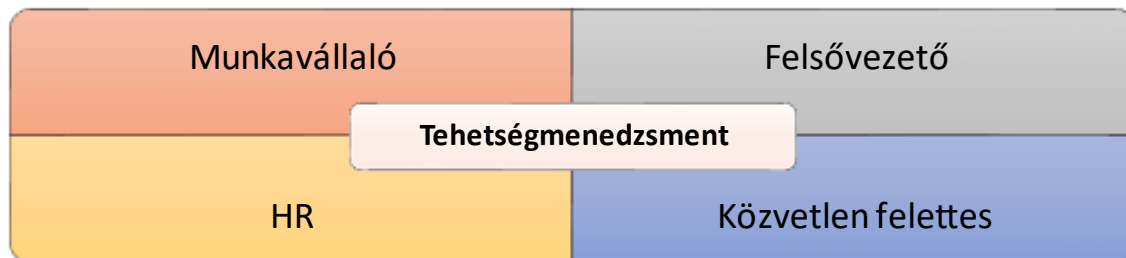 Munkavállaló
Felsővezető
Tehetségmenedzsment
HR
Közvetlen felettes